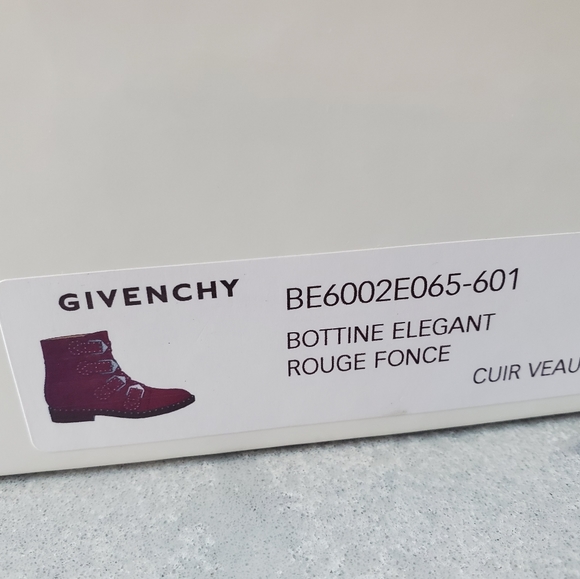 GIVENCHY
BE6002E065-601
BOTTINE ELEGANT
ROUGE FONCE
CUIR VEAU